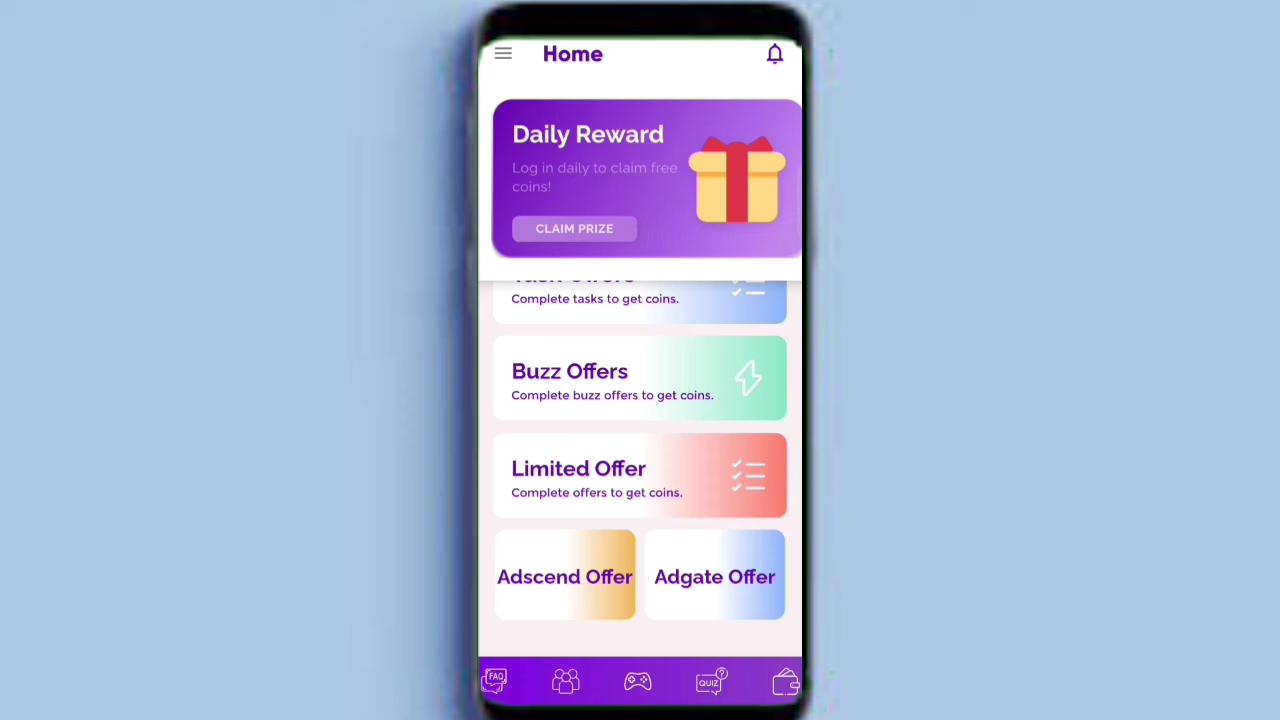 Home
Daily Reward
Log in daily to claim free
coins!
CLAIM PRIZE
Complete tasks to get coins.
Buzz Offers
Complete buzz offers to get coins.
Limited Offer
Complete offers to get coins.
Adscend Offer
Adgate Offer
FAQ
QUIZ ?